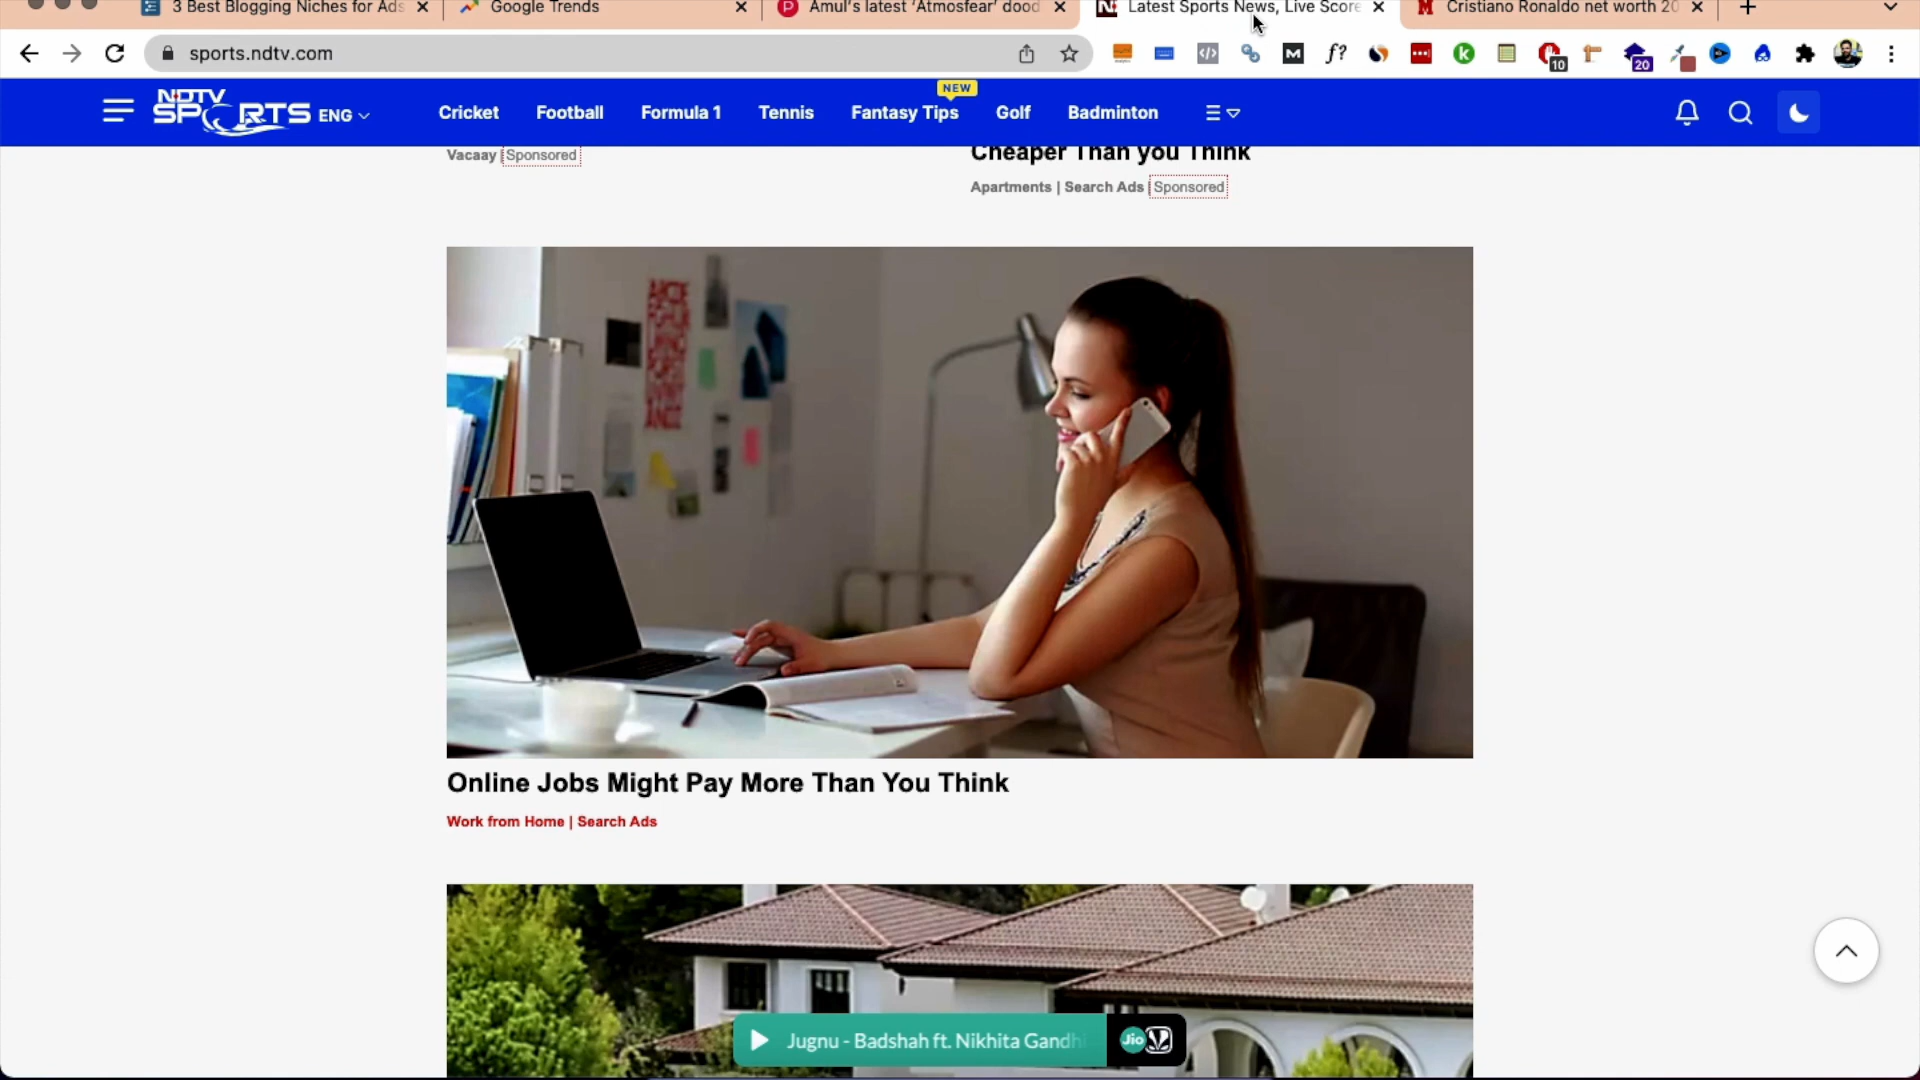 3 Best Blogging Niches for Ads
Google Trends
Amul's latest 'Atmosfear' dood
Latest Sports News, Live Score
Cristiano Ronaldo net worth 20
sports.ndtv.com
10
20
NDTV
SPORTS
ENG
Cricket
Football
Formula 1
Tennis
Fantasy Tips
NEW
Golf
Badminton
Vacaay | Sponsored
Cheaper Than you Think
Apartments | Search Ads | Sponsored
Online Jobs Might Pay More Than You Think
Work from Home | Search Ads
Jugnu - Badshah ft. Nikhita Gandhi
Jio